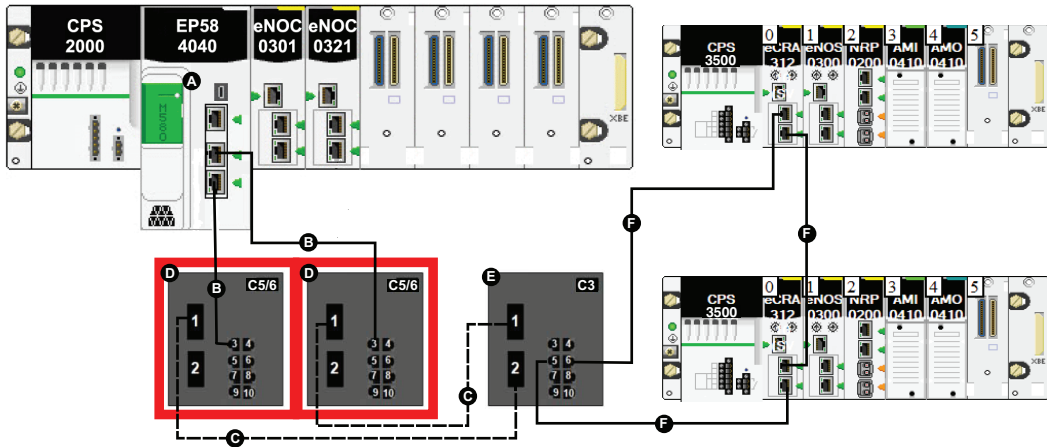 CPS
2000
EP58
4040
eNOC
0301
eNOC
0321
A
M580
XBE
0 1 2 3 4 5
CPS
3500
eCRA
312
eNOS
0300
NRP
0200
AMI
0410
AMO
0410
S
XBE
F
F
B
D
B
C5/6
1
2
3 4
5 6
7 8
9 10
D
C5/6
1
2
3 4
5 6
7 8
9 10
E
C3
1
2
3 4
5 6
7 8
9 10
C
C
F
0 1 2 3 4 5
CPS
3500
eCRA
312
eNOS
0300
NRP
0200
AMI
0410
AMO
0410
S
XBE